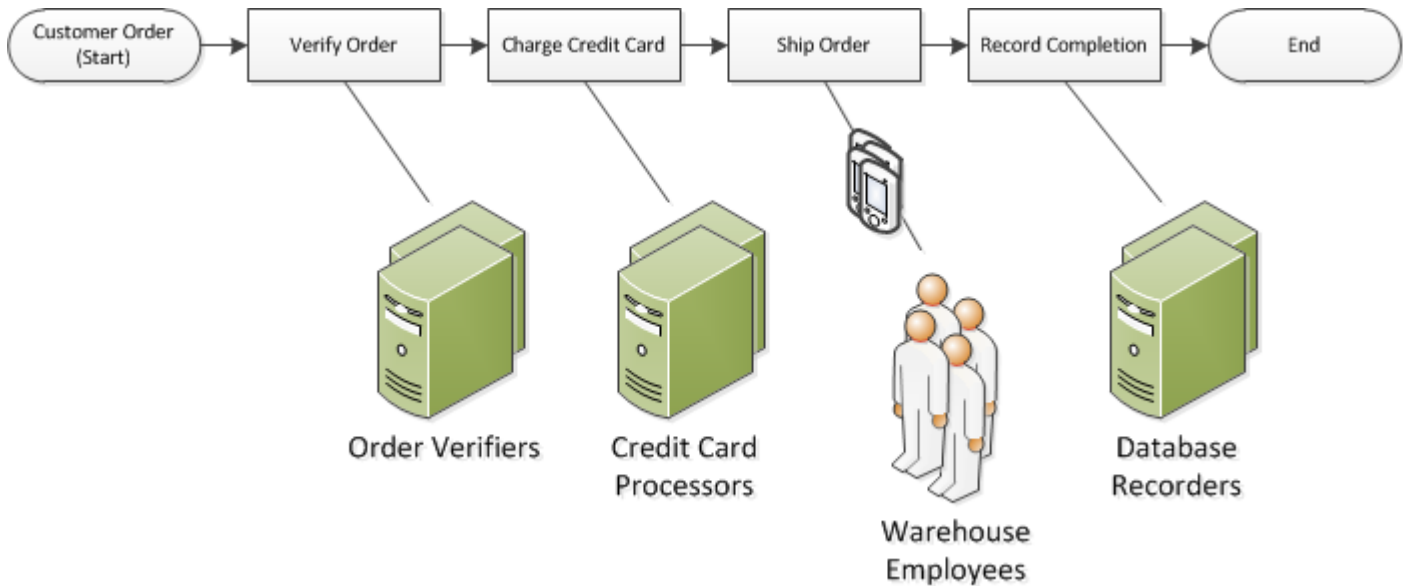 Customer Order
(Start)
Verify Order
Charge Credit Card
Ship Order
Record Completion
End
Order Verifiers
Credit Card
Processors
Warehouse
Employees
Database
Recorders